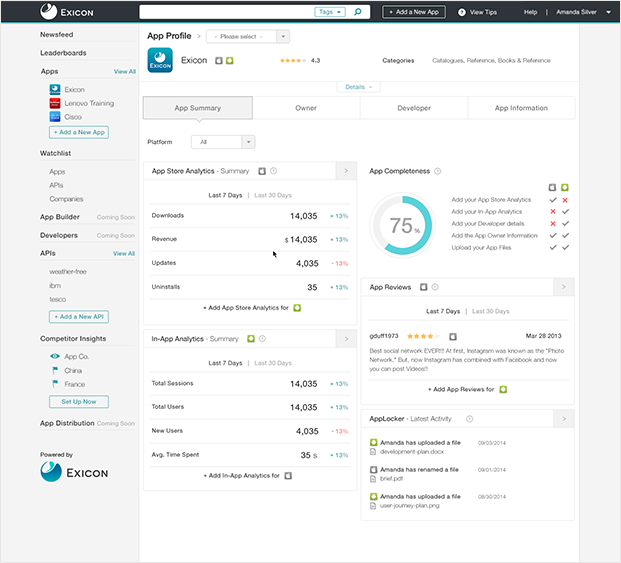 EXICON
Tags
+ Add a New App
? View Tips
Help | Amanda Silver
Newsfeed
Leaderboards
Apps View All
Exicon
Lenovo Training
Cisco
+ Add a New App
Watchlist
Apps
APIs
Companies
App Builder Coming Soon
Developers Coming Soon
APIs View All
weather-free
ibm
tesco
+ Add a New API
Competitor Insights
App Co.
China
France
Set Up Now
App Distribution Coming Soon
Powered by
EXICON
App Profile > - Please select -
EXICON
Exicon 4.3 Categories Catalogues, Reference, Books & Reference
Details
App Summary Owner Developer App Information
Platform All
App Store Analytics - Summary
Last 7 Days | Last 30 Days
Downloads 14,035 + 13%
Revenue $ 14,035 + 13%
Updates 4,035 - 13%
Uninstalls 35 + 13%
+ Add App Store Analytics for
In-App Analytics - Summary
Last 7 Days | Last 30 Days
Total Sessions 14,035 + 13%
Total Users 14,035 + 13%
New Users 4,035 - 13%
Avg. Time Spent 35 s + 13%
+ Add In-App Analytics for
App Completeness ?
75%
Add your App Store Analytics
Add your In-App Analytics
Add your Developer details
Add the App Owner Information
Upload your App Files
App Reviews
Last 7 Days | Last 30 Days
gduff1973 Mar 28 2013
Best social network EVER!!! At first, Instagram was known as the "Photo
Network." But, now Instagram has combined with Facebook and now
you can post Videos!!
+ Add App Reviews for
AppLocker - Latest Activity ?
Amanda has uploaded a file 09/03/2014
development-plan.docx
Amanda has renamed a file 09/01/2014
brief.pdf
Amanda has uploaded a file 08/30/2014
user-journey-plan.png